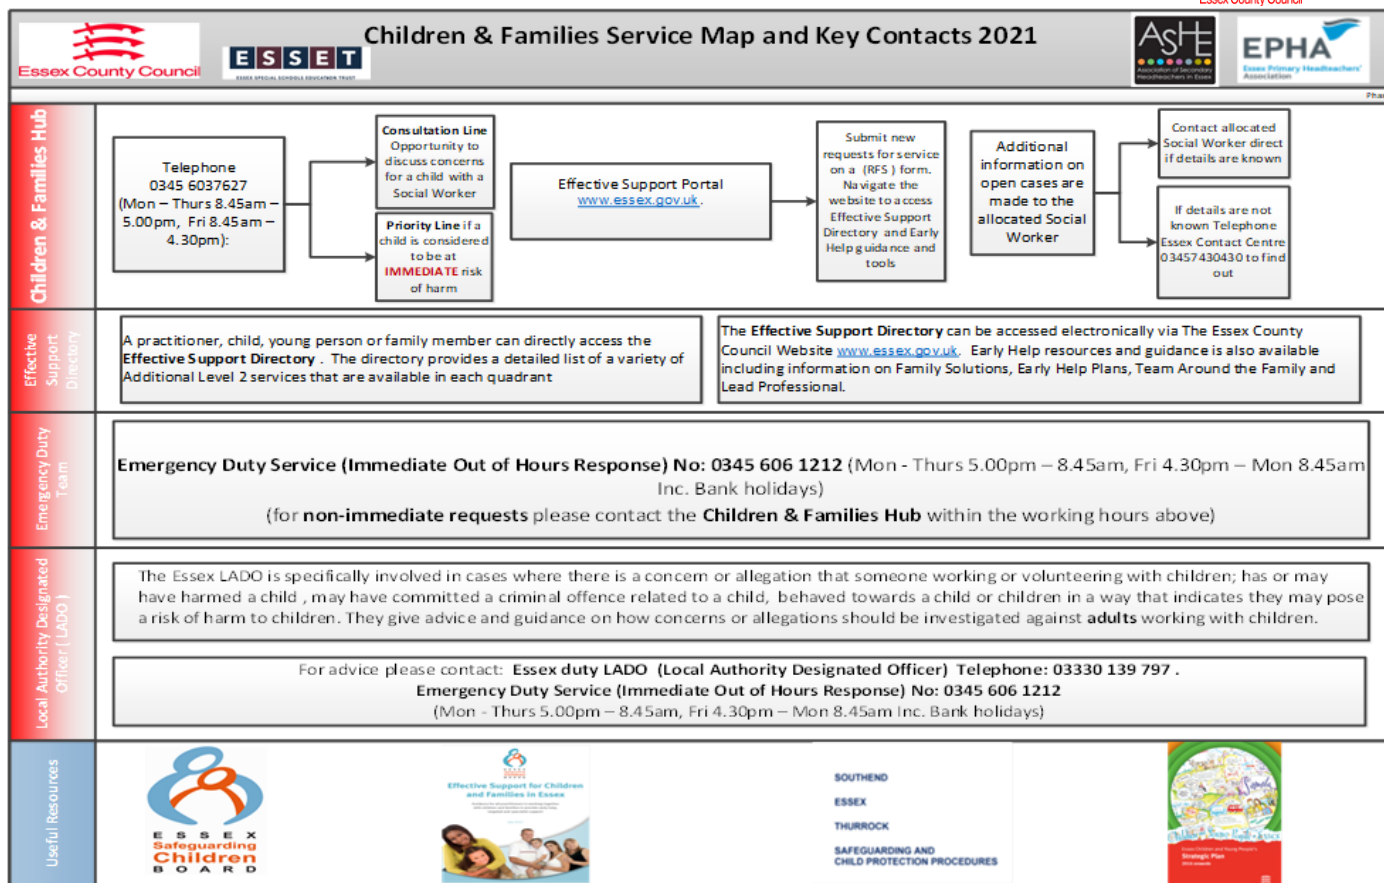 Essex County Council
Children & Families Service Map and Key Contacts 2021
Essex County Council
ESSET
ESSEX SPECIAL SCHOOLS EDUCATION TRUST
ASHE
Association of Secondary
Headteachers in Essex
EPHA
Essex Primary Headteachers'
Association
Children & Families Hub
Telephone
0345 6037627
(Mon – Thurs 8.45am –
5.00pm, Fri 8.45am –
4.30pm):
Consultation Line
Opportunity to
discuss concerns
for a child with a
Social Worker
Priority Line if a
child is considered
to be at
IMMEDIATE risk
of harm
Effective Support Portal
www.essex.gov.uk.
Submit new
requests for service
on a (RFS ) form.
Navigate the
website to access
Effective Support
Directory and Early
Help guidance and
tools
Additional
information on
open cases are
made to the
allocated Social
Worker
Contact allocated
Social Worker direct
if details are known
If details are not
known Telephone
Essex Contact Centre
03457430430 to find
out
Effective
Support
Directory
A practitioner, child, young person or family member can directly access the
Effective Support Directory . The directory provides a detailed list of a variety of
Additional Level 2 services that are available in each quadrant
The Effective Support Directory can be accessed electronically via The Essex County
Council Website www.essex.gov.uk. Early Help resources and guidance is also available
including information on Family Solutions, Early Help Plans, Team Around the Family and
Lead Professional.
Emergency Duty
Team
Emergency Duty Service (Immediate Out of Hours Response) No: 0345 606 1212 (Mon - Thurs 5.00pm – 8.45am, Fri 4.30pm – Mon 8.45am
Inc. Bank holidays)
(for non-immediate requests please contact the Children & Families Hub within the working hours above)
Local Authority Designated
Officer ( LADO )
The Essex LADO is specifically involved in cases where there is a concern or allegation that someone working or volunteering with children; has or may
have harmed a child , may have committed a criminal offence related to a child, behaved towards a child or children in a way that indicates they may pose
a risk of harm to children. They give advice and guidance on how concerns or allegations should be investigated against adults working with children.
For advice please contact: Essex duty LADO (Local Authority Designated Officer) Telephone: 03330 139 797 .
Emergency Duty Service (Immediate Out of Hours Response) No: 0345 606 1212
(Mon - Thurs 5.00pm – 8.45am, Fri 4.30pm – Mon 8.45am Inc. Bank holidays)
Useful Resources
ESSEX
Safeguarding
Children
BOARD
Effective Support for Children
and Families in Essex
SOUTHEND
ESSEX
THURROCK
SAFEGUARDING AND
CHILD PROTECTION PROCEDURES
Essex Children and Young People's
Strategic Plan